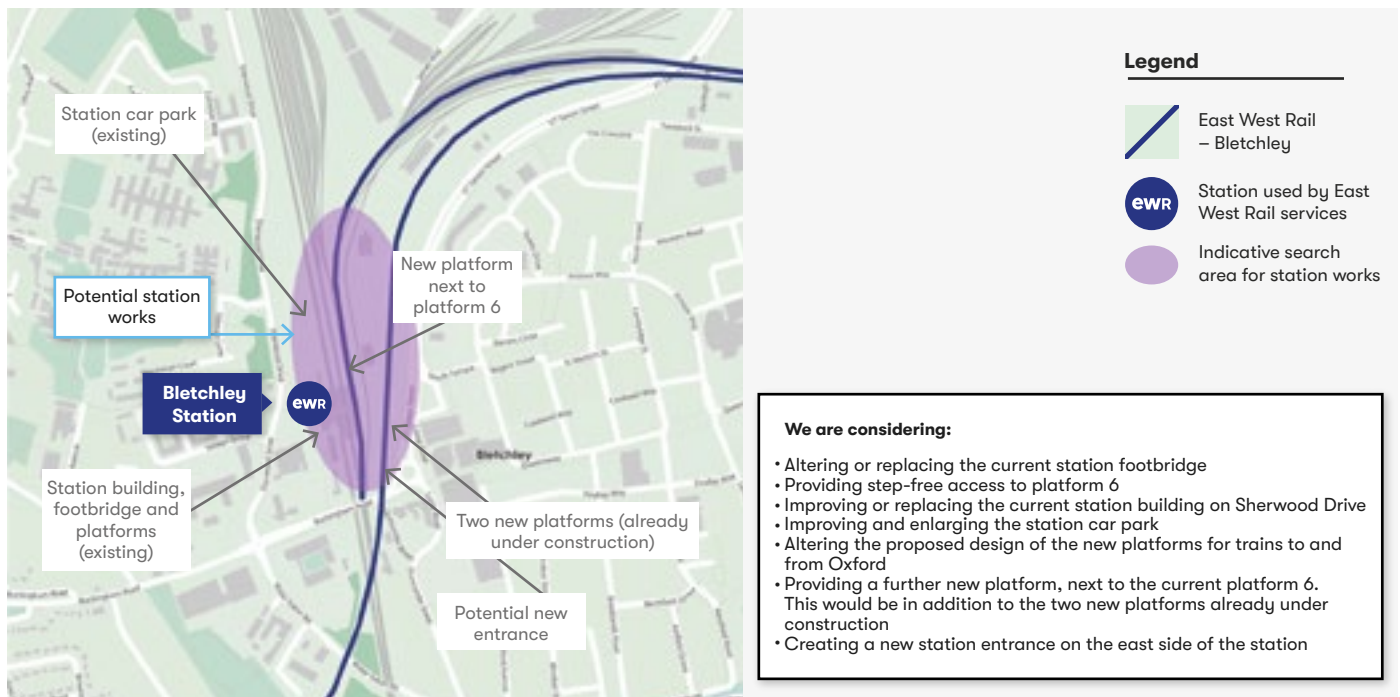 Station car park
(existing)
New platform
next to
platform 6
Potential station
works
Bletchley
Station
ewR
Bletchley
Station building,
footbridge and
platforms
(existing)
Two new platforms (already
under construction)
Potential new
entrance
Legend
East West Rail
– Bletchley
ewR
Station used by East
West Rail services
Indicative search
area for station works
We are considering:
• Altering or replacing the current station footbridge
• Providing step-free access to platform 6
• Improving or replacing the current station building on Sherwood Drive
• Improving and enlarging the station car park
• Altering the proposed design of the new platforms for trains to and
from Oxford
• Providing a further new platform, next to the current platform 6.
This would be in addition to the two new platforms already under
construction
• Creating a new station entrance on the east side of the station